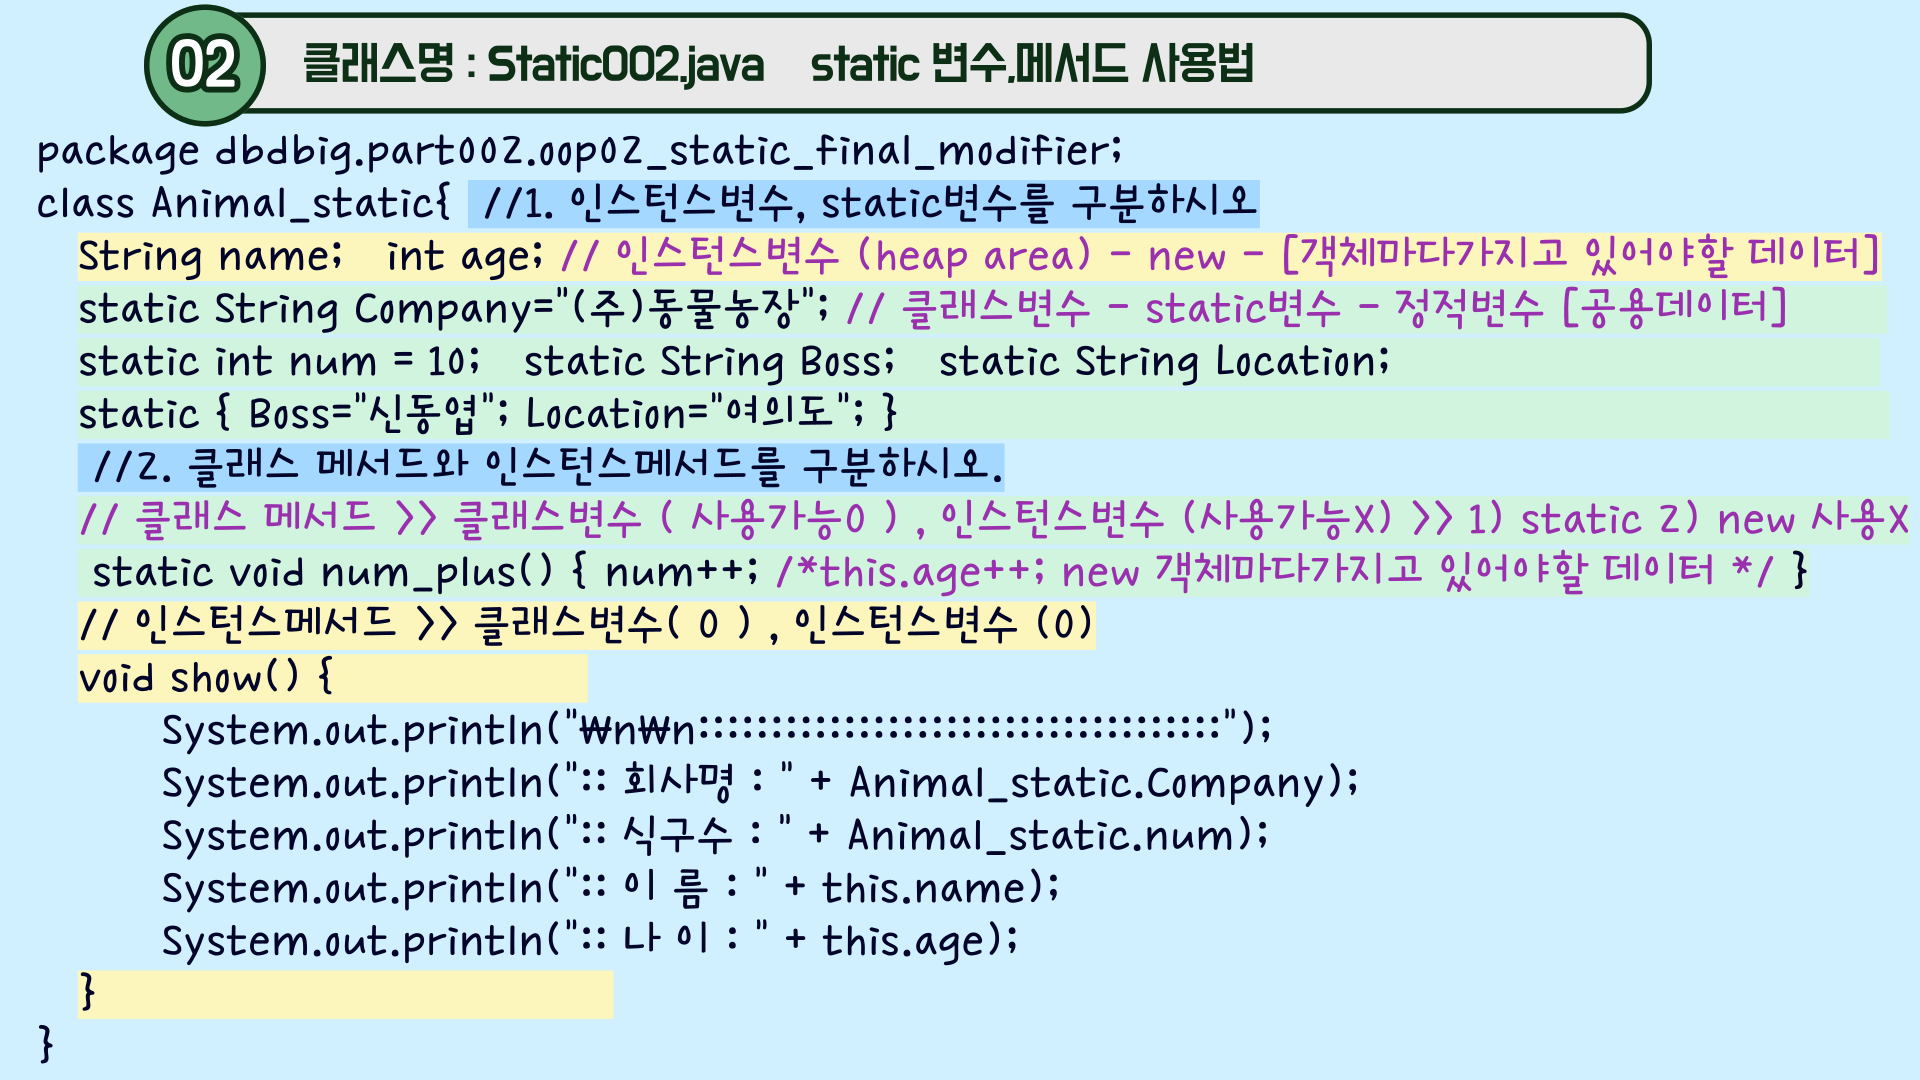 02 클래스명 : Static002.java static 변수,메서드 사용법
package dbdbig.part002.oop02_static_final_modifier;
class Animal_static{ //1. 인스턴스변수, static변수를 구분하시오
String name; int age; // 인스턴스변수 (heap area) - new - [객체마다가지고 있어야할 데이터]
static String Company="(주)동물농장"; // 클래스변수 - static변수 - 정적변수 [공용데이터]
static int num = 10; static String Boss; static String Location;
static { Boss="신동엽"; Location="여의도"; }
//2. 클래스 메서드와 인스턴스메서드를 구분하시오.
// 클래스 메서드 >> 클래스변수 ( 사용가능O ) , 인스턴스변수 (사용가능X) >> 1) static 2) new 사용X
static void num_plus() { num++; /*this.age++; new 객체마다가지고 있어야할 데이터 */ }
// 인스턴스메서드 >> 클래스변수( O ) , 인스턴스변수 (O)
void show() {
System.out.println("₩n₩n::::::::::::::::::::::::::::::::::::");
System.out.println(":: 회사명 : " + Animal_static.Company);
System.out.println(":: 식구수 : " + Animal_static.num);
System.out.println(":: 이 름 : " + this.name);
System.out.println(":: 나 이 : " + this.age);
}
}